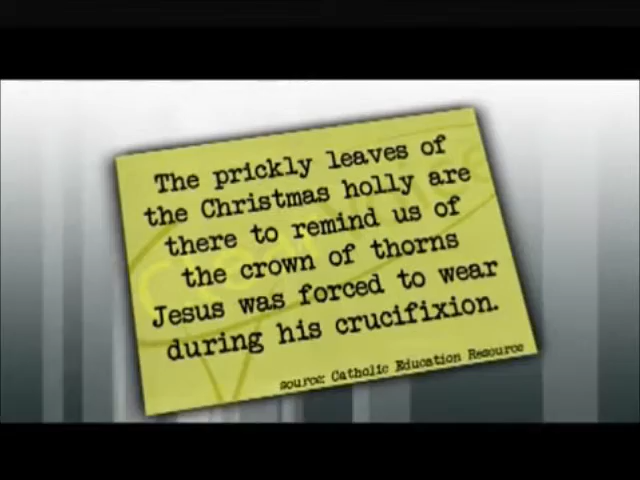 The prickly leaves of
the Christmas holly are
there to remind us of
the crown of thorns
Jesus was forced to wear
during his crucifixion.
source: Catholic Education Resource